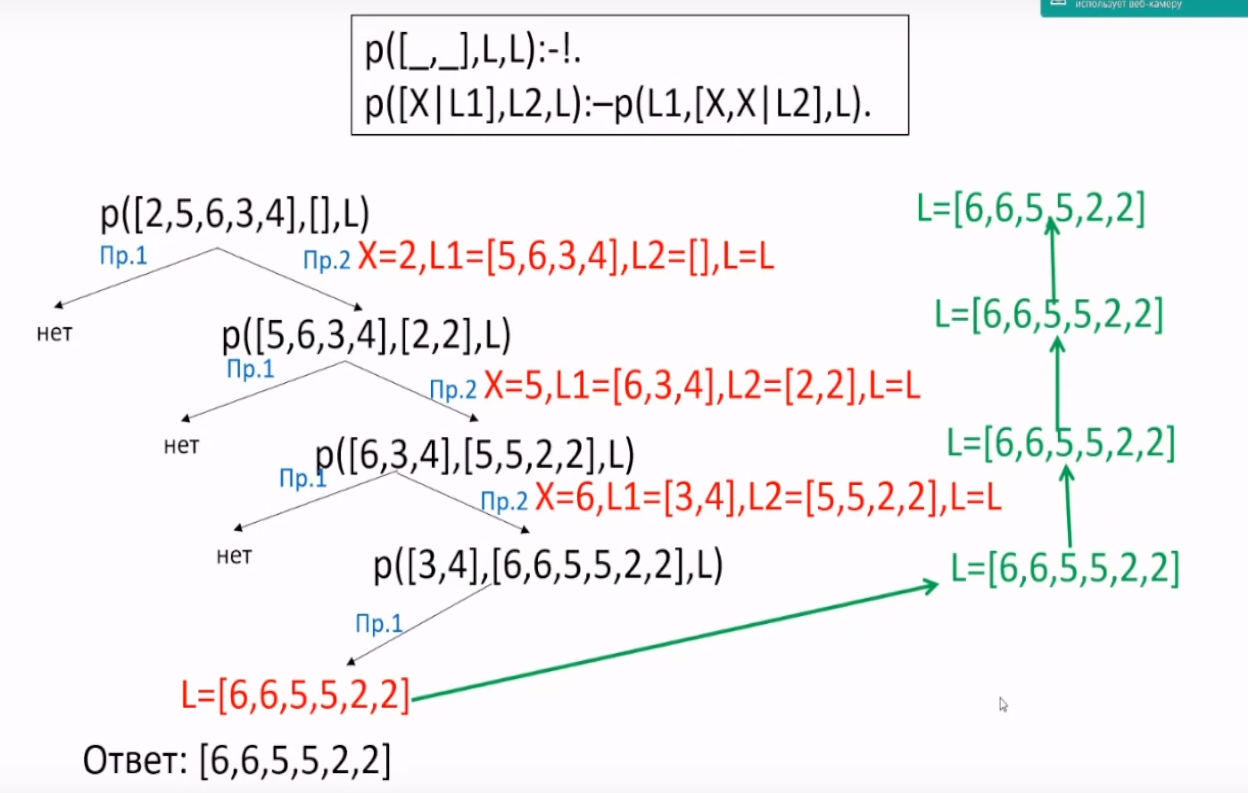 использует веб-камеру
p([_,_],L,L):-!.
p([X|L1],L2,L):–p(L1,[X,X|L2],L).
p([2,5,6,3,4],[],L)
L=[6,6,5,5,2,2]
Пр.1
Пр.2 X=2,L1=[5,6,3,4],L2=[],L=L
нет
p([5,6,3,4],[2,2],L)
L=[6,6,5,5,2,2]
Пр.1
Пр.2 X=5,L1=[6,3,4],L2=[2,2],L=L
нет
p([6,3,4],[5,5,2,2],L)
L=[6,6,5,5,2,2]
Пр.1
Пр.2 X=6,L1=[3,4],L2=[5,5,2,2],L=L
нет
p([3,4],[6,6,5,5,2,2],L)
L=[6,6,5,5,2,2]
Пр.1
L=[6,6,5,5,2,2]
Ответ: [6,6,5,5,2,2]